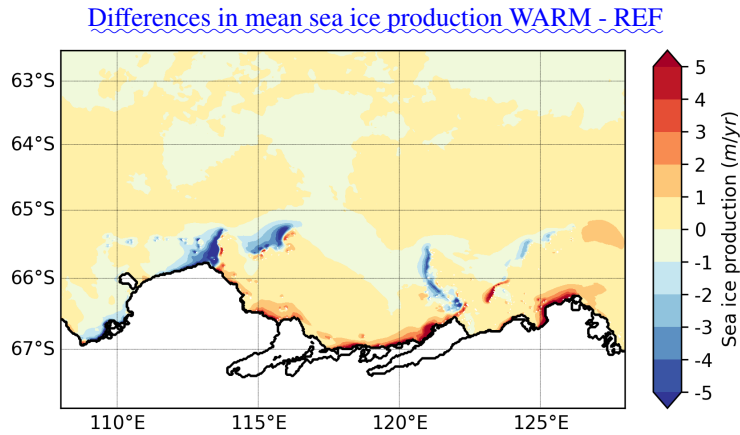 Differences in mean sea ice production WARM - REF
63°S
64°S
65°S
66°S
67°S
110°E
115°E
120°E
125°E
5
4
3
2
1
0
-1
-2
-3
-4
-5
Sea ice production (m/yr)